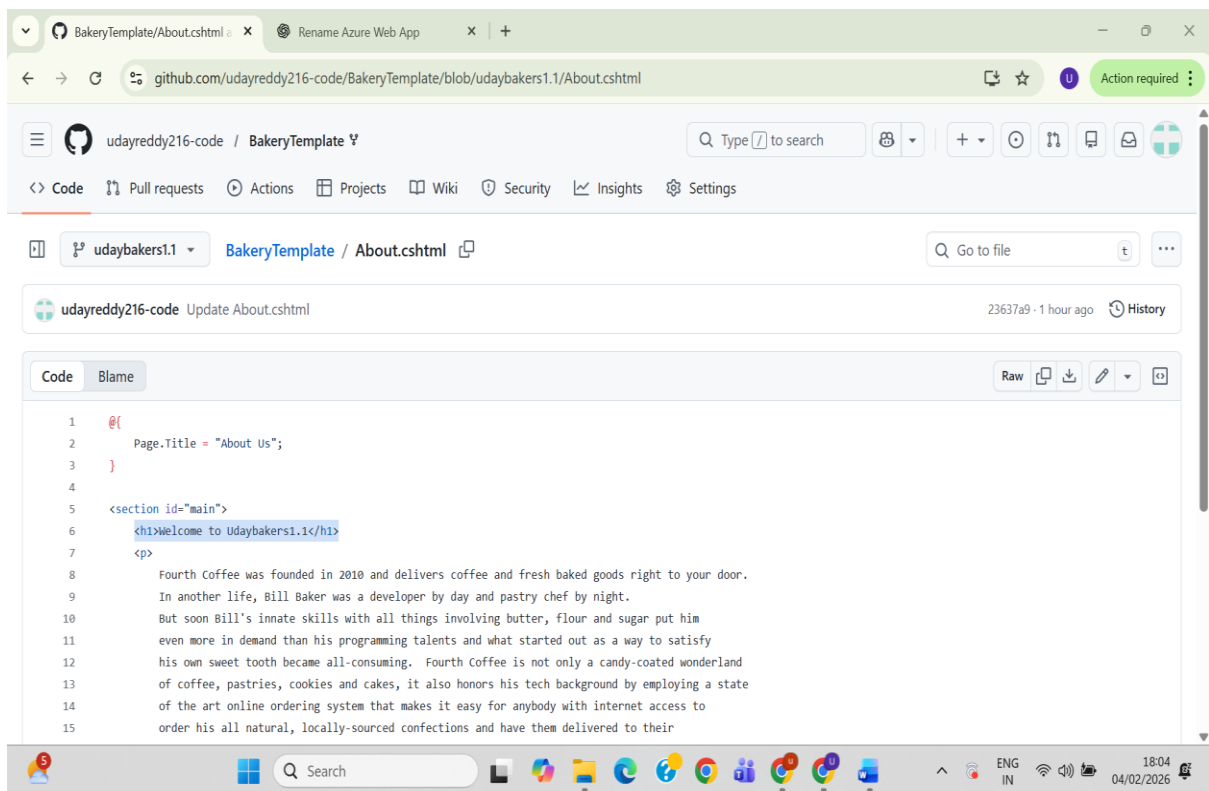 BakeryTemplate/About.cshtml a
Rename Azure Web App
github.com/udayreddy216-code/BakeryTemplate/blob/udaybakers1.1/About.cshtml
U
Action required
udayreddy216-code / BakeryTemplate
Type / to search
Code Pull requests Actions Projects Wiki Security Insights Settings
udaybakers1.1
BakeryTemplate / About.cshtml
Go to file
t
udayreddy216-code Update About.cshtml
23637a9 · 1 hour ago
History
Code Blame
Raw
1 @{
2 Page.Title = "About Us";
3 }
4
5 <section id="main">
6 <h1>Welcome to Udaybakers1.1</h1>
7 <p>
8 Fourth Coffee was founded in 2010 and delivers coffee and fresh baked goods right to your door.
9 In another life, Bill Baker was a developer by day and pastry chef by night.
10 But soon Bill's innate skills with all things involving butter, flour and sugar put him
11 even more in demand than his programming talents and what started out as a way to satisfy
12 his own sweet tooth became all-consuming.  Fourth Coffee is not only a candy-coated wonderland
13 of coffee, pastries, cookies and cakes, it also honors his tech background by employing a state
14 of the art online ordering system that makes it easy for anybody with internet access to
15 order his all natural, locally-sourced confections and have them delivered to their
5
Search
ENG
IN
18:04
04/02/2026